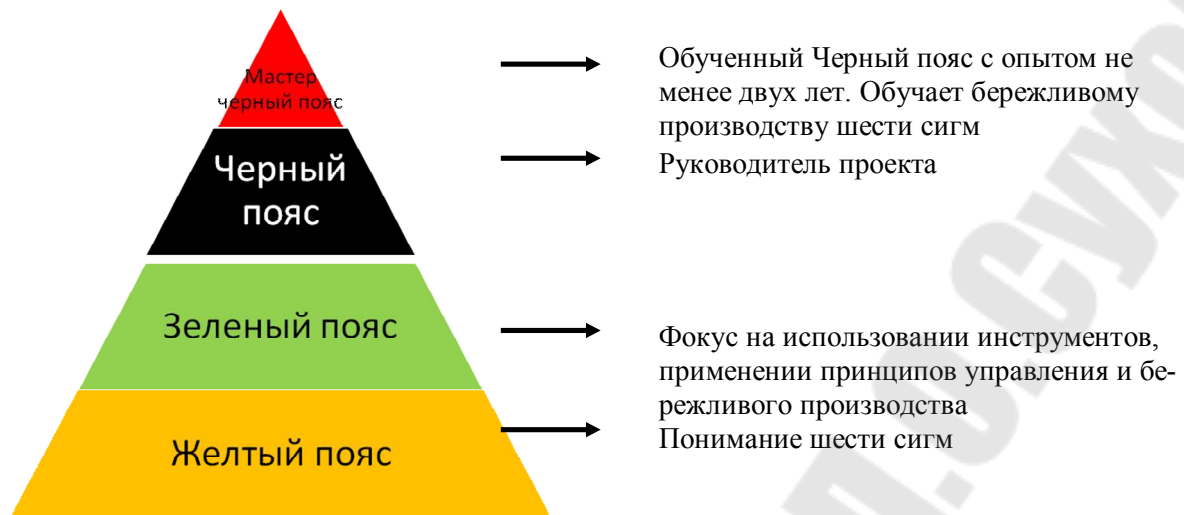 Мастер
черный пояс
Обученный Черный пояс с опытом не
менее двух лет. Обучает бережливому
производству шести сигм
Черный
пояс
Руководитель проекта
Зеленый пояс
Фокус на использовании инструментов,
применении принципов управления и бе-
режливого производства
Желтый пояс
Понимание шести сигм